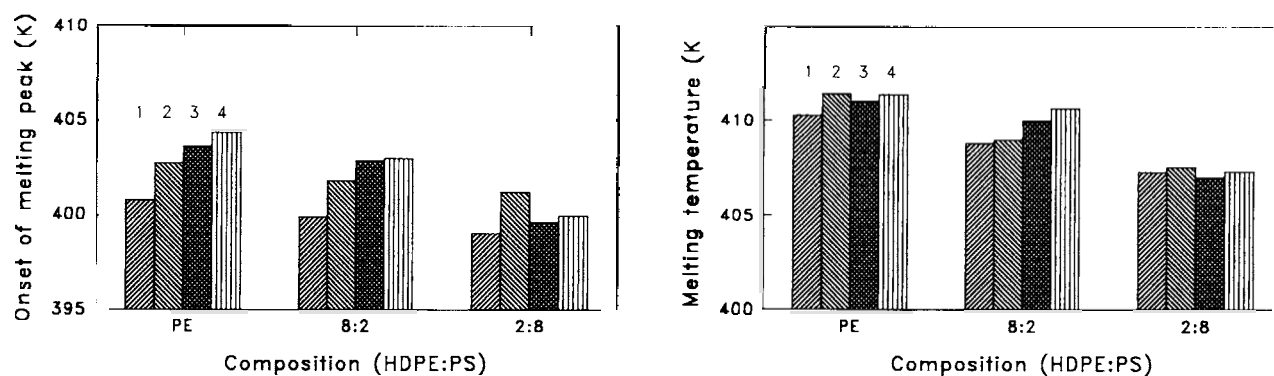 Onset of melting peak (K)
410
405
400
395
1 2 3 4
PE 8:2 2:8
Composition (HDPE:PS)
Melting temperature (K
410
405
400
1 2 3 4
PE 8:2 2:8
Composition (HDPE:PS)